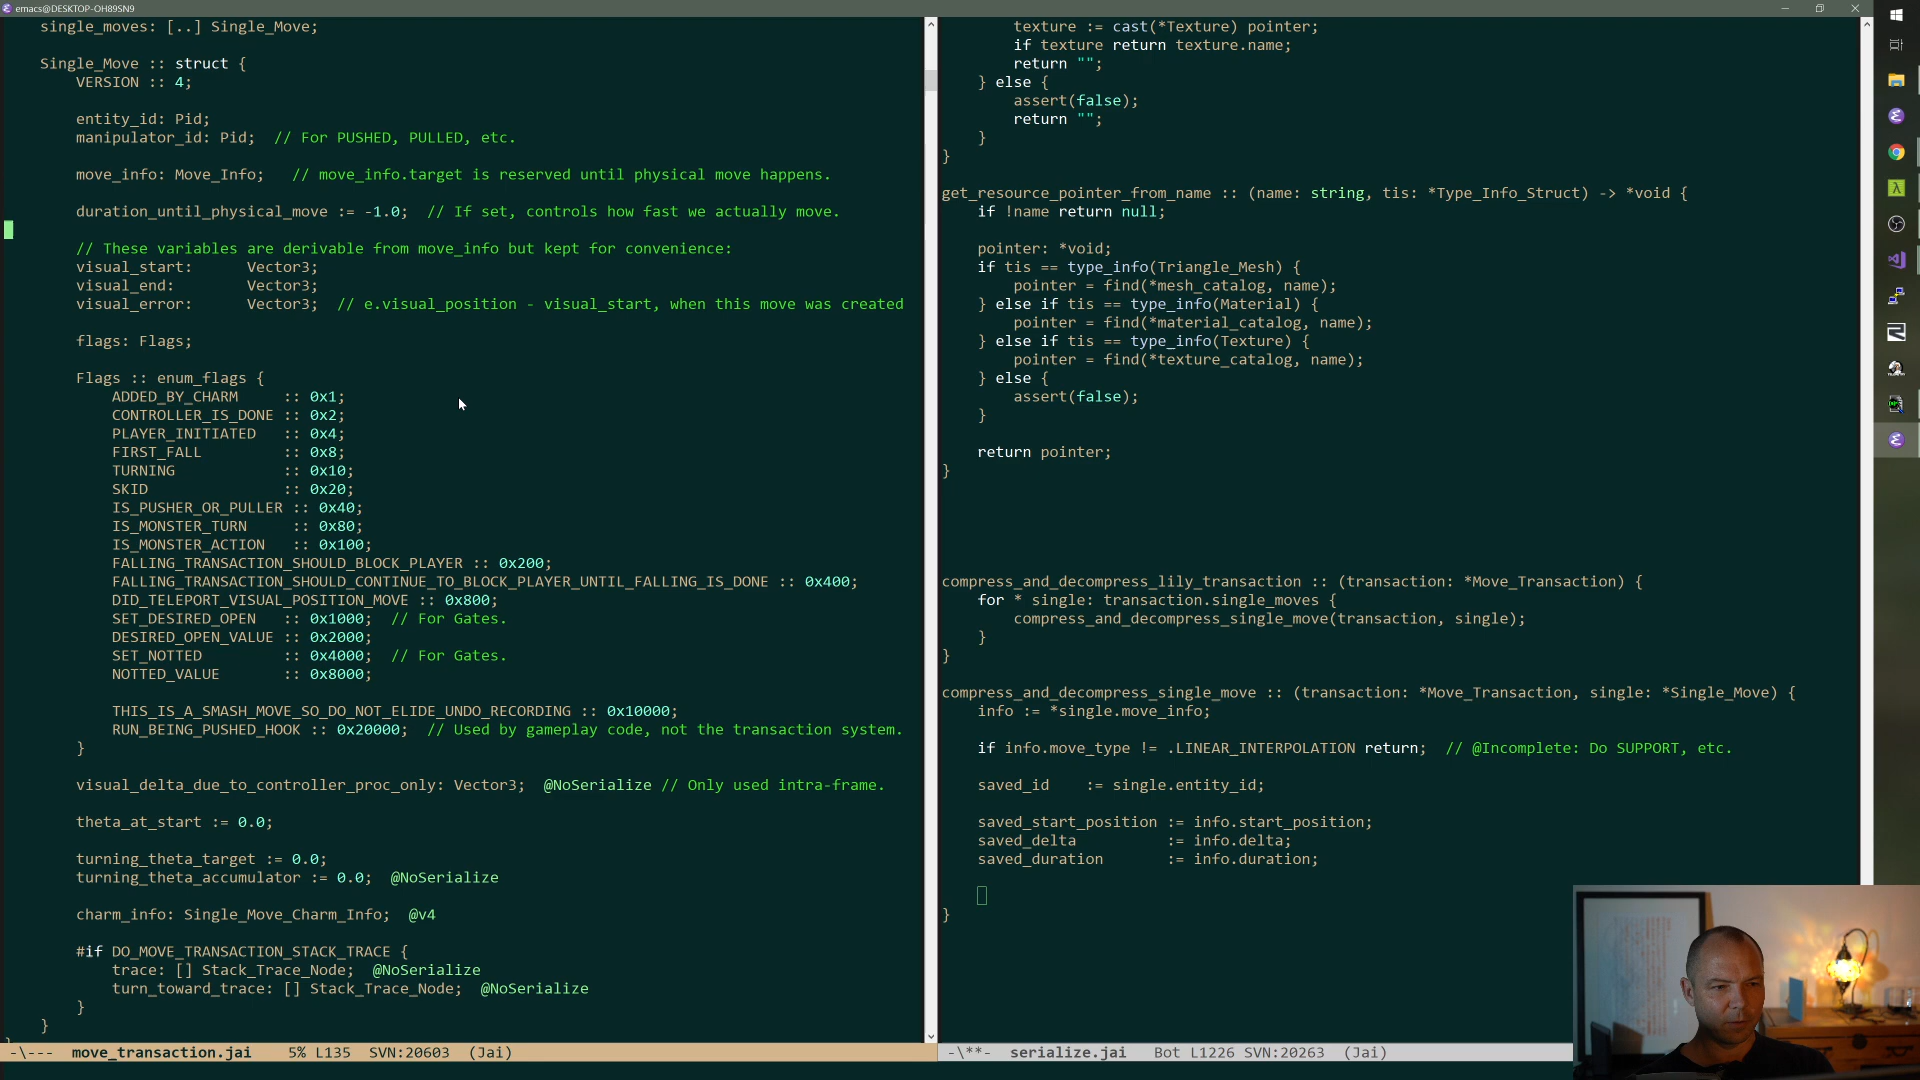 emacs@DESKTOP-OH89SN9
single_moves: [..] Single_Move;
Single_Move :: struct {
VERSION :: 4;
entity_id: Pid;
manipulator_id: Pid;  // For PUSHED, PULLED, etc.
move_info: Move_Info;   // move_info.target is reserved until physical move happens.
duration_until_physical_move := -1.0;  // If set, controls how fast we actually move.
// These variables are derivable from move_info but kept for convenience:
visual_start:      Vector3;
visual_end:        Vector3;
visual_error:      Vector3;  // e.visual_position - visual_start, when this move was created
flags: Flags;
Flags :: enum_flags {
ADDED_BY_CHARM     :: 0x1;
CONTROLLER_IS_DONE :: 0x2;
PLAYER_INITIATED   :: 0x4;
FIRST_FALL         :: 0x8;
TURNING            :: 0x10;
SKID               :: 0x20;
IS_PUSHER_OR_PULLER :: 0x40;
IS_MONSTER_TURN     :: 0x80;
IS_MONSTER_ACTION   :: 0x100;
FALLING_TRANSACTION_SHOULD_BLOCK_PLAYER :: 0x200;
FALLING_TRANSACTION_SHOULD_CONTINUE_TO_BLOCK_PLAYER_UNTIL_FALLING_IS_DONE :: 0x400;
DID_TELEPORT_VISUAL_POSITION_MOVE :: 0x800;
SET_DESIRED_OPEN   :: 0x1000;  // For Gates.
DESIRED_OPEN_VALUE :: 0x2000;
SET_NOTTED         :: 0x4000;  // For Gates.
NOTTED_VALUE       :: 0x8000;
THIS_IS_A_SMASH_MOVE_SO_DO_NOT_ELIDE_UNDO_RECORDING :: 0x10000;
RUN_BEING_PUSHED_HOOK :: 0x20000;  // Used by gameplay code, not the transaction system.
}
visual_delta_due_to_controller_proc_only: Vector3;  @NoSerialize // Only used intra-frame.
theta_at_start := 0.0;
turning_theta_target := 0.0;
turning_theta_accumulator := 0.0;  @NoSerialize
charm_info: Single_Move_Charm_Info;  @v4
#if DO_MOVE_TRANSACTION_STACK_TRACE {
trace: [] Stack_Trace_Node;  @NoSerialize
turn_toward_trace: [] Stack_Trace_Node;  @NoSerialize
}
}
-\---  move_transaction.jai    5% L135  SVN:20603  (Jai)
texture := cast(*Texture) pointer;
if texture return texture.name;
return "";
} else {
assert(false);
return "";
}
}
get_resource_pointer_from_name :: (name: string, tis: *Type_Info_Struct) -> *void {
if !name return null;
pointer: *void;
if tis == type_info(Triangle_Mesh) {
pointer = find(*mesh_catalog, name);
} else if tis == type_info(Material) {
pointer = find(*material_catalog, name);
} else if tis == type_info(Texture) {
pointer = find(*texture_catalog, name);
} else {
assert(false);
}
return pointer;
}
compress_and_decompress_lily_transaction :: (transaction: *Move_Transaction) {
for * single: transaction.single_moves {
compress_and_decompress_single_move(transaction, single);
}
}
compress_and_decompress_single_move :: (transaction: *Move_Transaction, single: *Single_Move) {
info := *single.move_info;
if info.move_type != .LINEAR_INTERPOLATION return;  // @Incomplete: Do SUPPORT, etc.
saved_id    := single.entity_id;
saved_start_position := info.start_position;
saved_delta          := info.delta;
saved_duration       := info.duration;
}
-\**-  serialize.jai   Bot L1226 SVN:20263  (Jai)